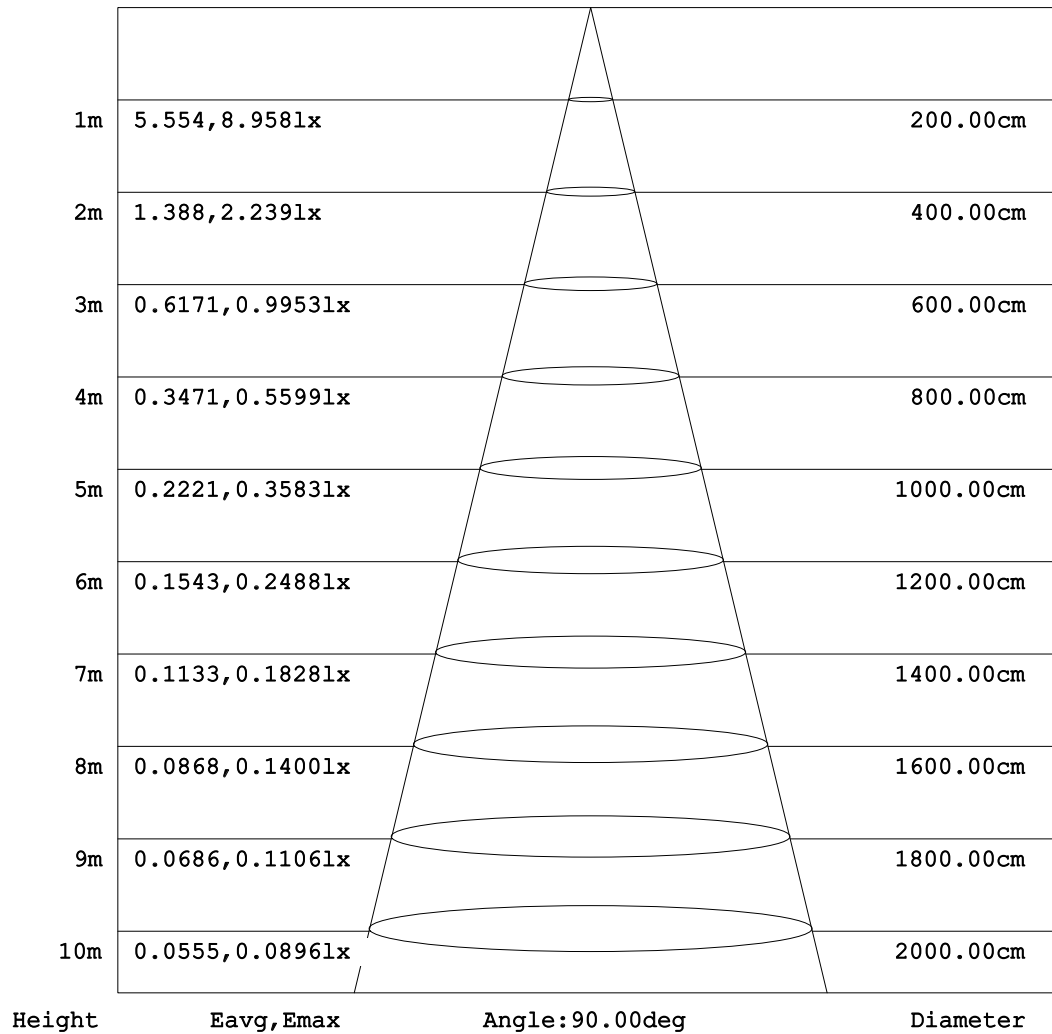 1m 5.554,8.958lx 200.00cm
2m 1.388,2.239lx 400.00cm
3m 0.6171,0.9953lx 600.00cm
4m 0.3471,0.5599lx 800.00cm
5m 0.2221,0.3583lx 1000.00cm
6m 0.1543,0.2488lx 1200.00cm
7m 0.1133,0.1828lx 1400.00cm
8m 0.0868,0.1400lx 1600.00cm
9m 0.0686,0.1106lx 1800.00cm
10m 0.0555,0.0896lx 2000.00cm
Height Eavg,Emax Angle:90.00deg Diameter